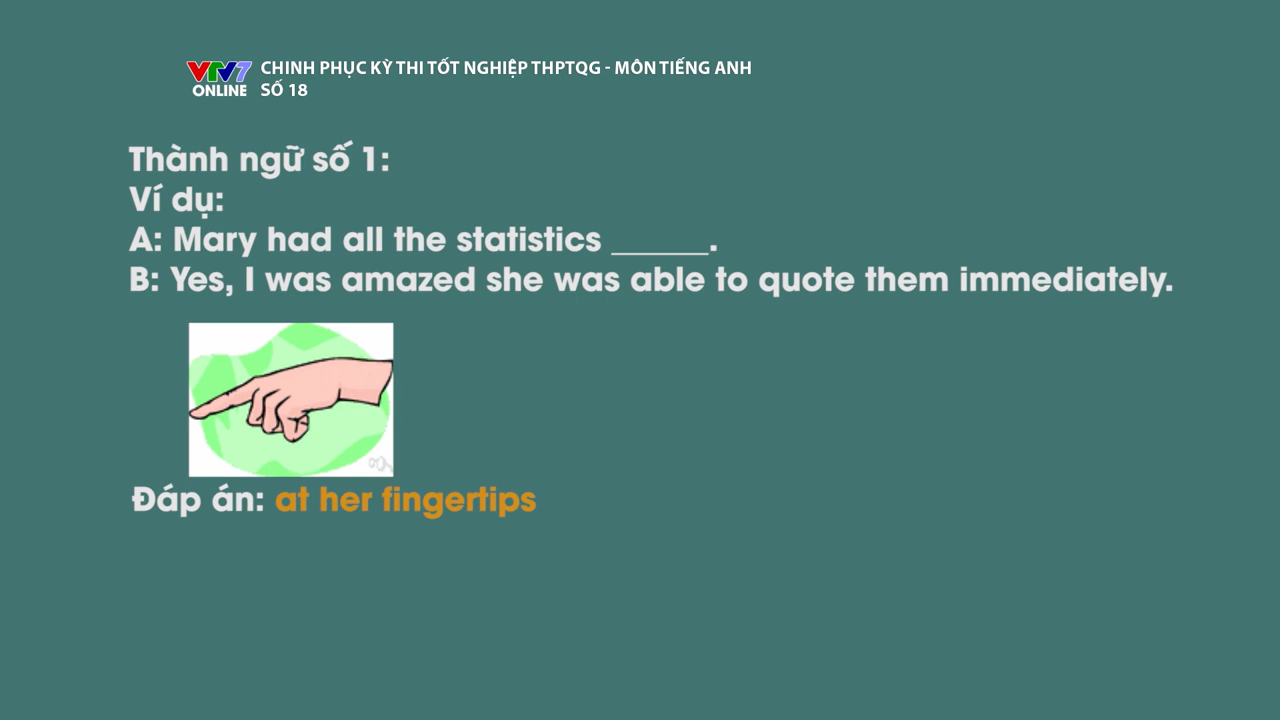 VTV7
ONLINE
CHINH PHỤC KỲ THI TỐT NGHIỆP THPTQG - MÔN TIẾNG ANH
SỐ 18
Thành ngữ số 1:
Ví dụ:
A: Mary had all the statistics ______.
B: Yes, I was amazed she was able to quote them immediately.
Đáp án: at her fingertips